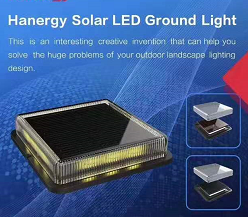 Hanergy Solar LED Ground Light
This is an interesting creative invention that can help you
solve the huge problems of your outdoor landscape lighting
design.